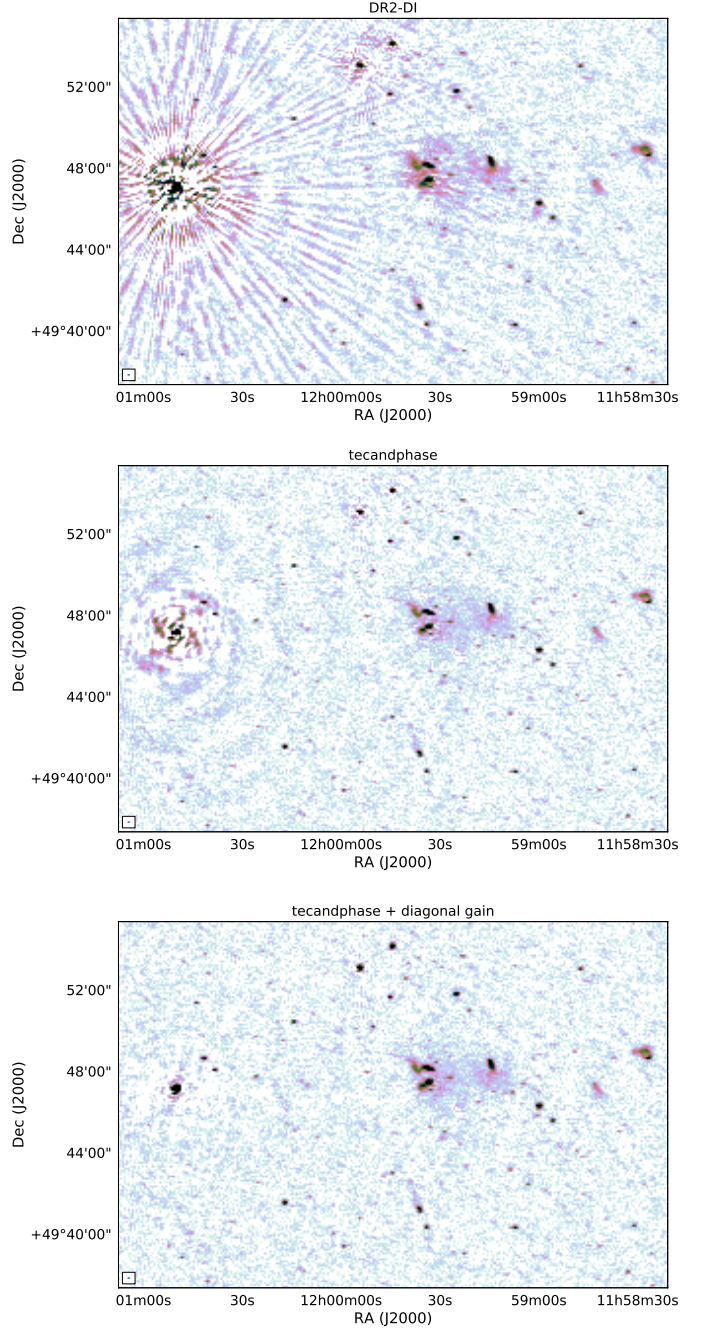 DR2-DI
52'00"
48'00"
44'00"
+49°40'00"
Dec (J2000)
01m00s 30s 12h00m00s 30s 59m00s 11h58m30s
RA (J2000)
tecandphase
52'00"
48'00"
44'00"
+49°40'00"
Dec (J2000)
01m00s 30s 12h00m00s 30s 59m00s 11h58m30s
RA (J2000)
tecandphase + diagonal gain
52'00"
48'00"
44'00"
+49°40'00"
Dec (J2000)
01m00s 30s 12h00m00s 30s 59m00s 11h58m30s
RA (J2000)